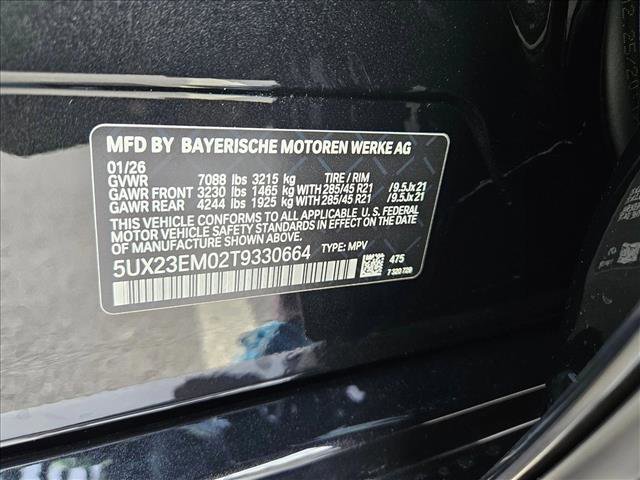 MFD BY BAYERISCHE MOTOREN WERKE AG
01/26
GVWR 7088 lbs 3215 kg TIRE / RIM
GAWR FRONT 3230 lbs 1465 kg WITH 285/45 R21 /9.5Jx21
GAWR REAR 4244 lbs 1925 kg WITH 285/45 R21 /9.5Jx21
THIS VEHICLE CONFORMS TO ALL APPLICABLE U.S. FEDERAL
MOTOR VEHICLE SAFETY STANDARDS IN EFFECT ON THE DATE
OF MANUFACTURE SHOWN ABOVE.
5UX23EM02T9330664 TYPE: MPV
475